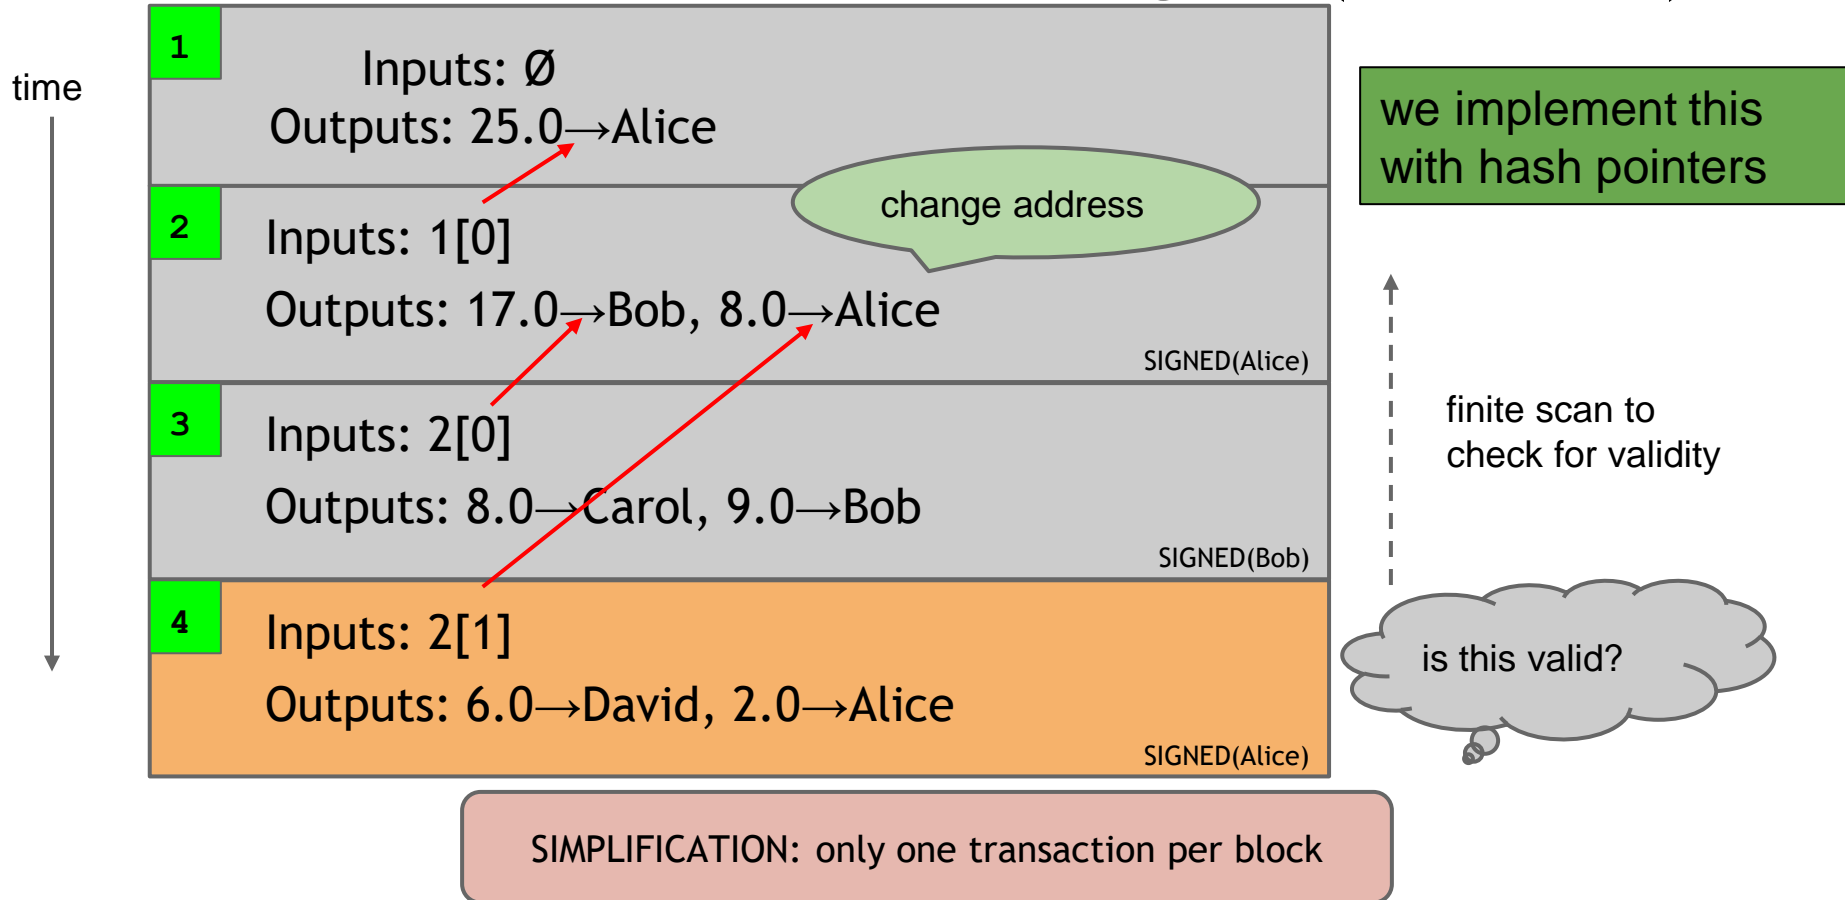 time
1
Inputs: Ø
Outputs: 25.0→Alice
we implement this
with hash pointers
change address
2
Inputs: 1[0]
Outputs: 17.0→Bob, 8.0→Alice
SIGNED(Alice)
3
Inputs: 2[0]
Outputs: 8.0→Carol, 9.0→Bob
SIGNED(Bob)
finite scan to
check for validity
4
Inputs: 2[1]
Outputs: 6.0→David, 2.0→Alice
SIGNED(Alice)
is this valid?
SIMPLIFICATION: only one transaction per block